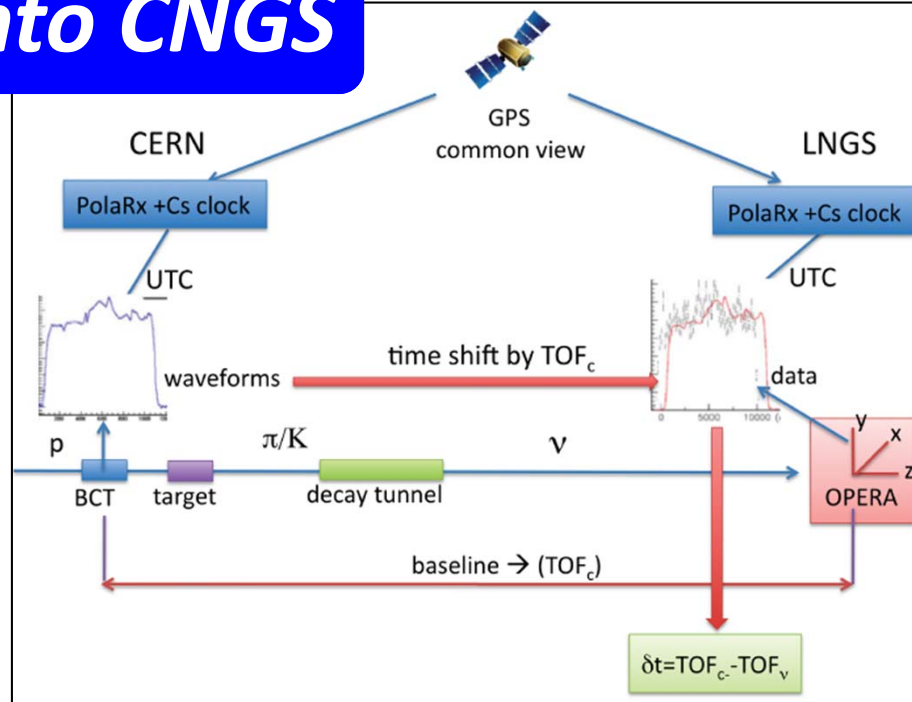 nto CNGS
GPS
common view
CERN
LNGS
PolaRx +Cs clock
PolaRx +Cs clock
UTC
UTC
time shift by TOFc
waveforms
data
0 5000 10000
p
π/K
ν
y
x
z
BCT
target
decay tunnel
OPERA
baseline → (TOFc)
δt=TOFc--TOFν